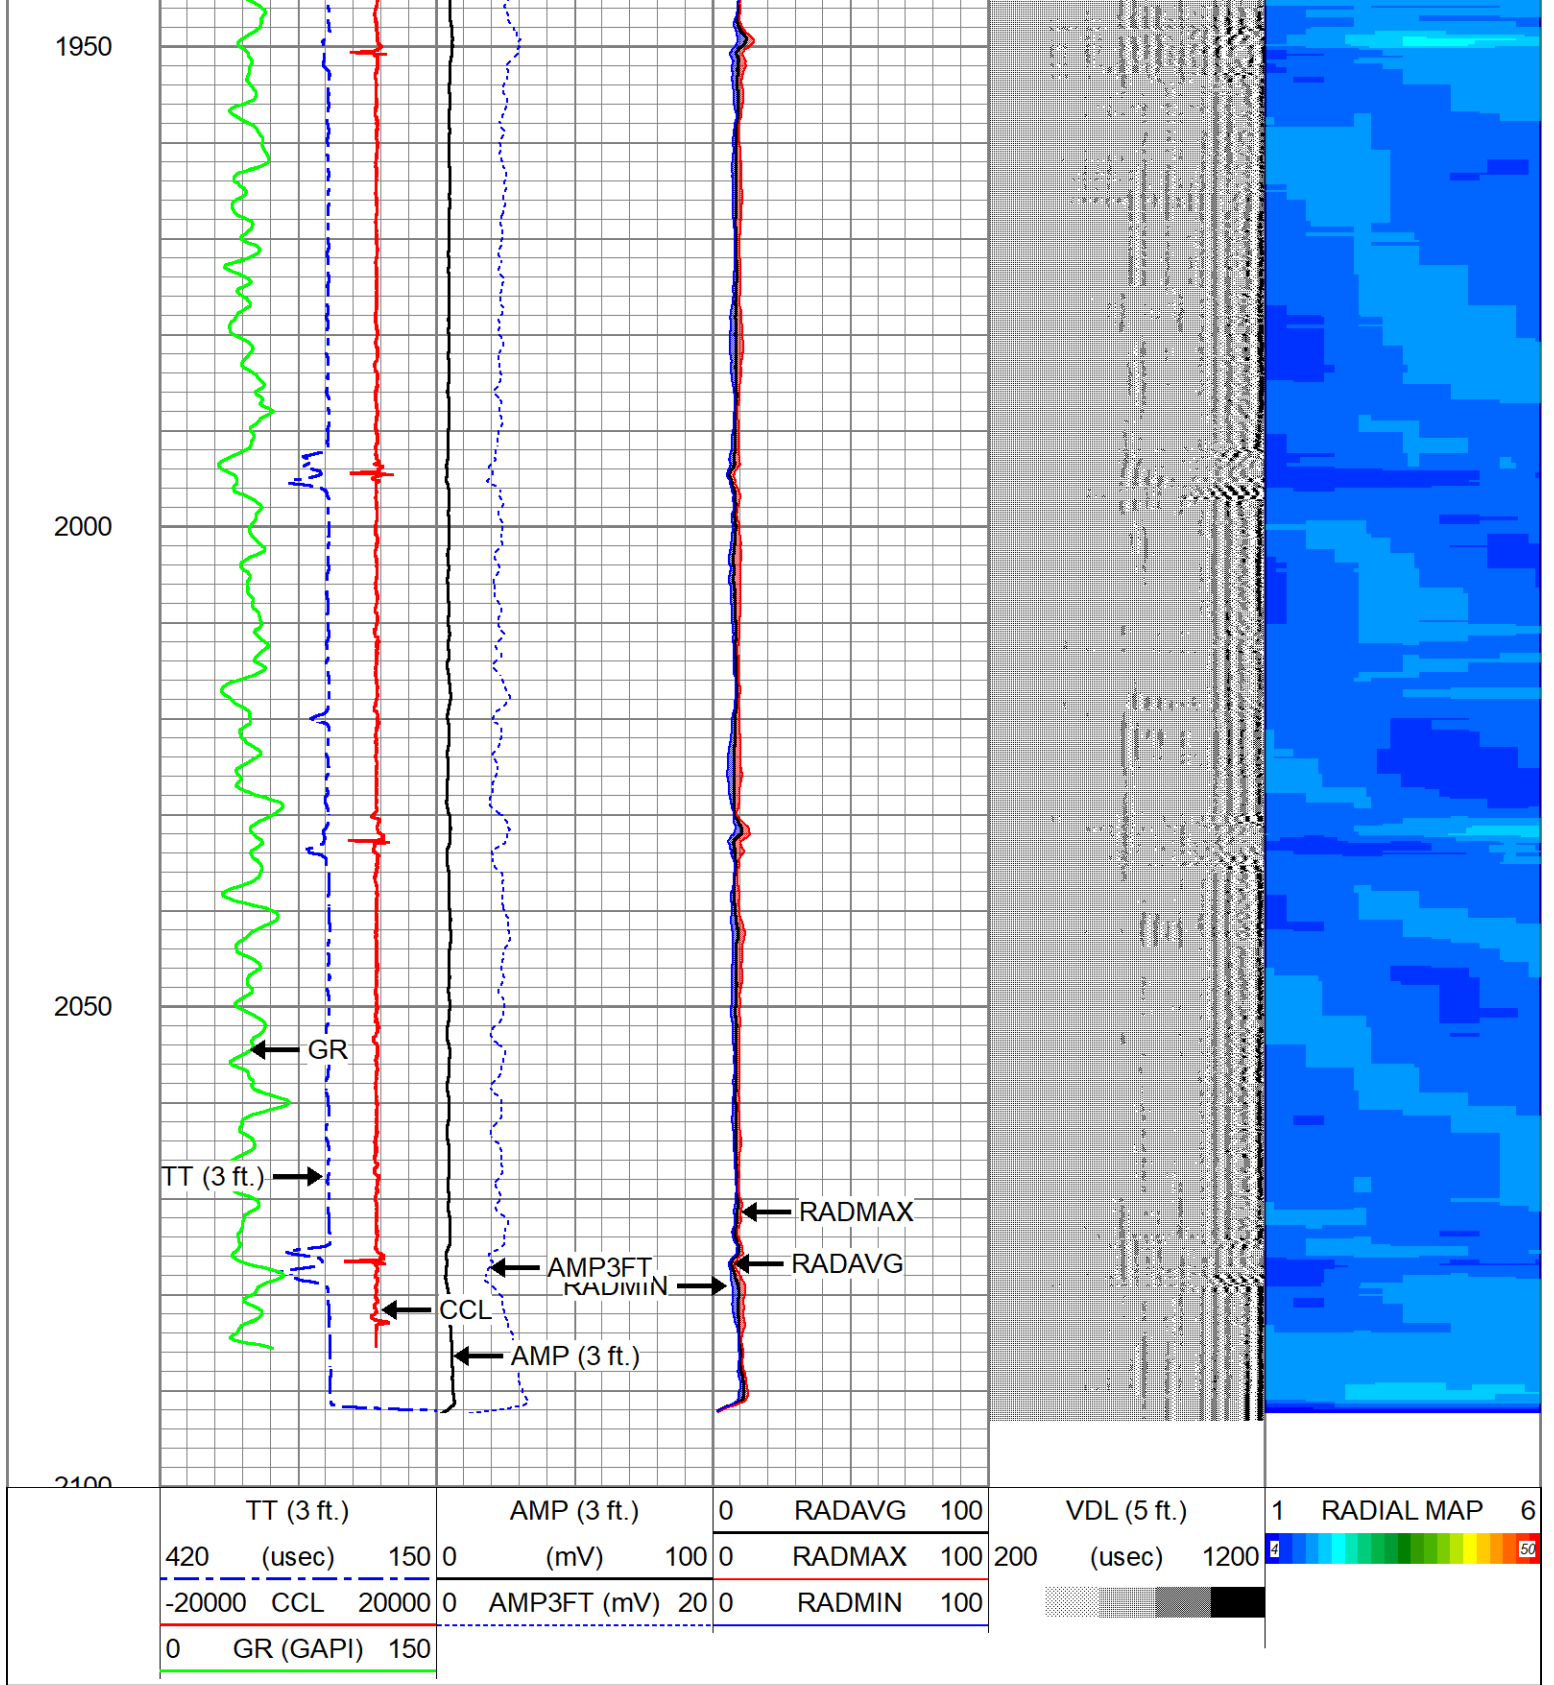 1950
2000
2050
GR
TT (3 ft.)
RADMAX
AMP3FT
RADAVG
RADMIN
CCL
AMP (3 ft.)
2100
TT (3 ft.)
420 (usec) 150
-20000 CCL 20000
0 GR (GAPI) 150
AMP (3 ft.)
0 (mV) 100
0 AMP3FT (mV) 20
0 RADAVG 100
0 RADMAX 100
0 RADMIN 100
VDL (5 ft.)
200 (usec) 1200
1 RADIAL MAP 6
4 50